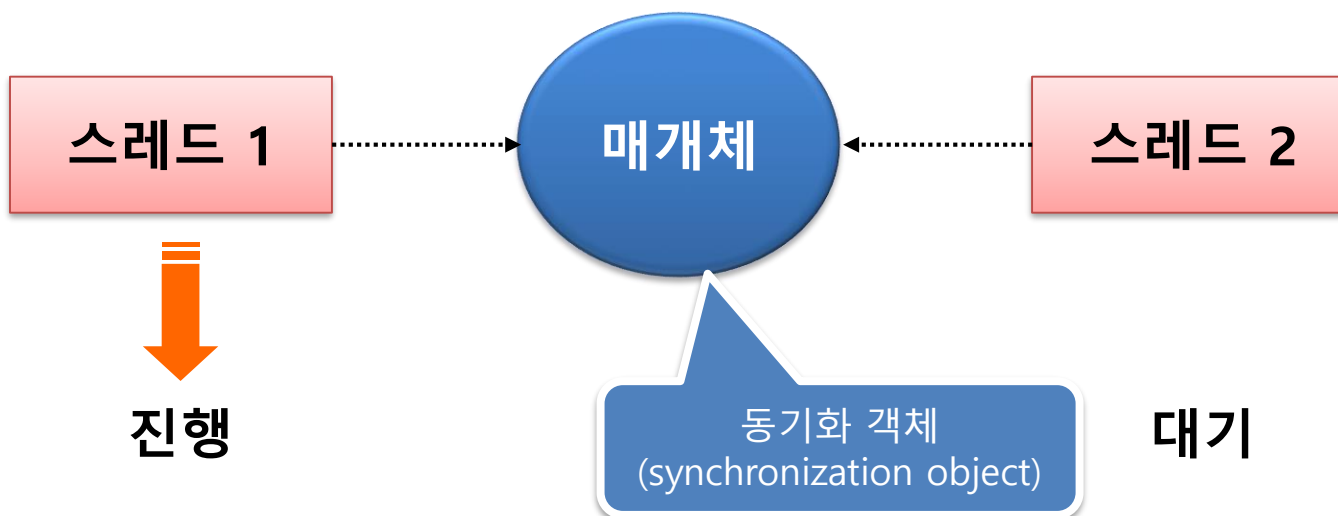 스레드 1
매개체
스레드 2
진행
동기화 객체
(synchronization object)
대기